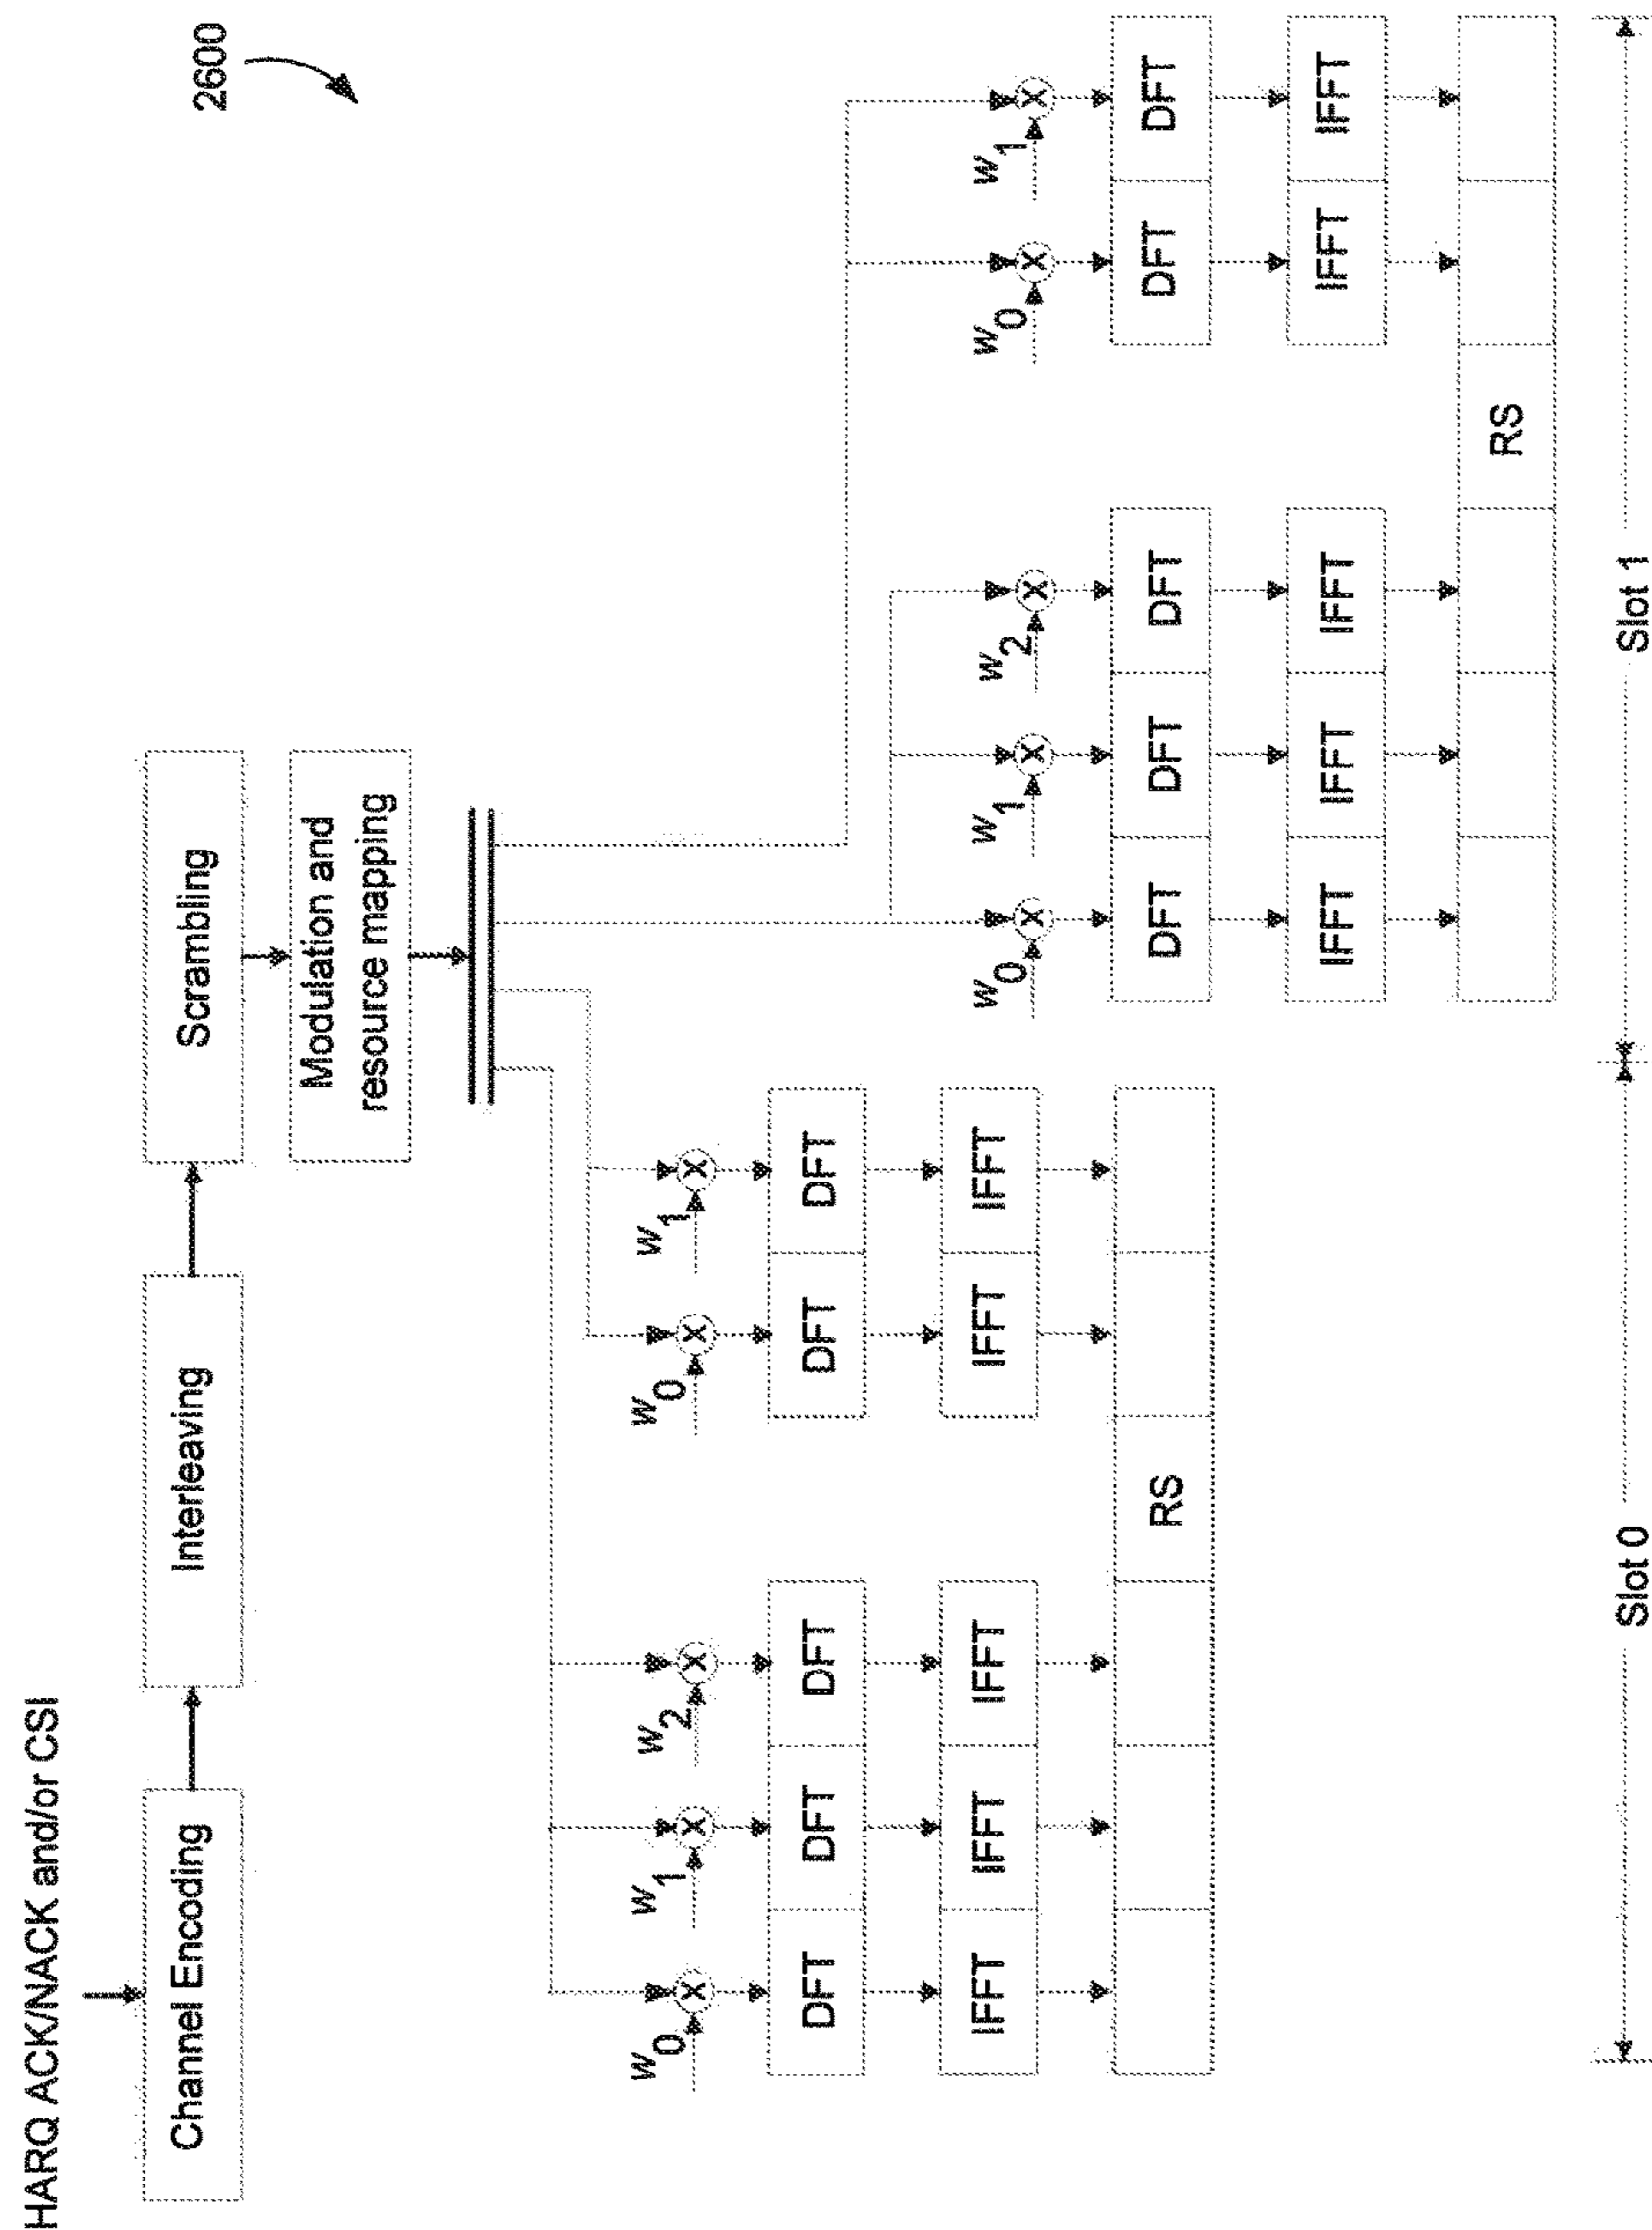 2600
HARQ ACK/NACK and/or CSI
Channel Encoding
Interleaving
Scrambling
Modulation and
resource mapping
w0
w1
w2
w0
w1
DFT
DFT
DFT
DFT
DFT
IFFT
IFFT
IFFT
IFFT
IFFT
RS
w0
w1
w2
w0
w1
DFT
DFT
DFT
DFT
DFT
IFFT
IFFT
IFFT
IFFT
IFFT
RS
Slot 0
Slot 1